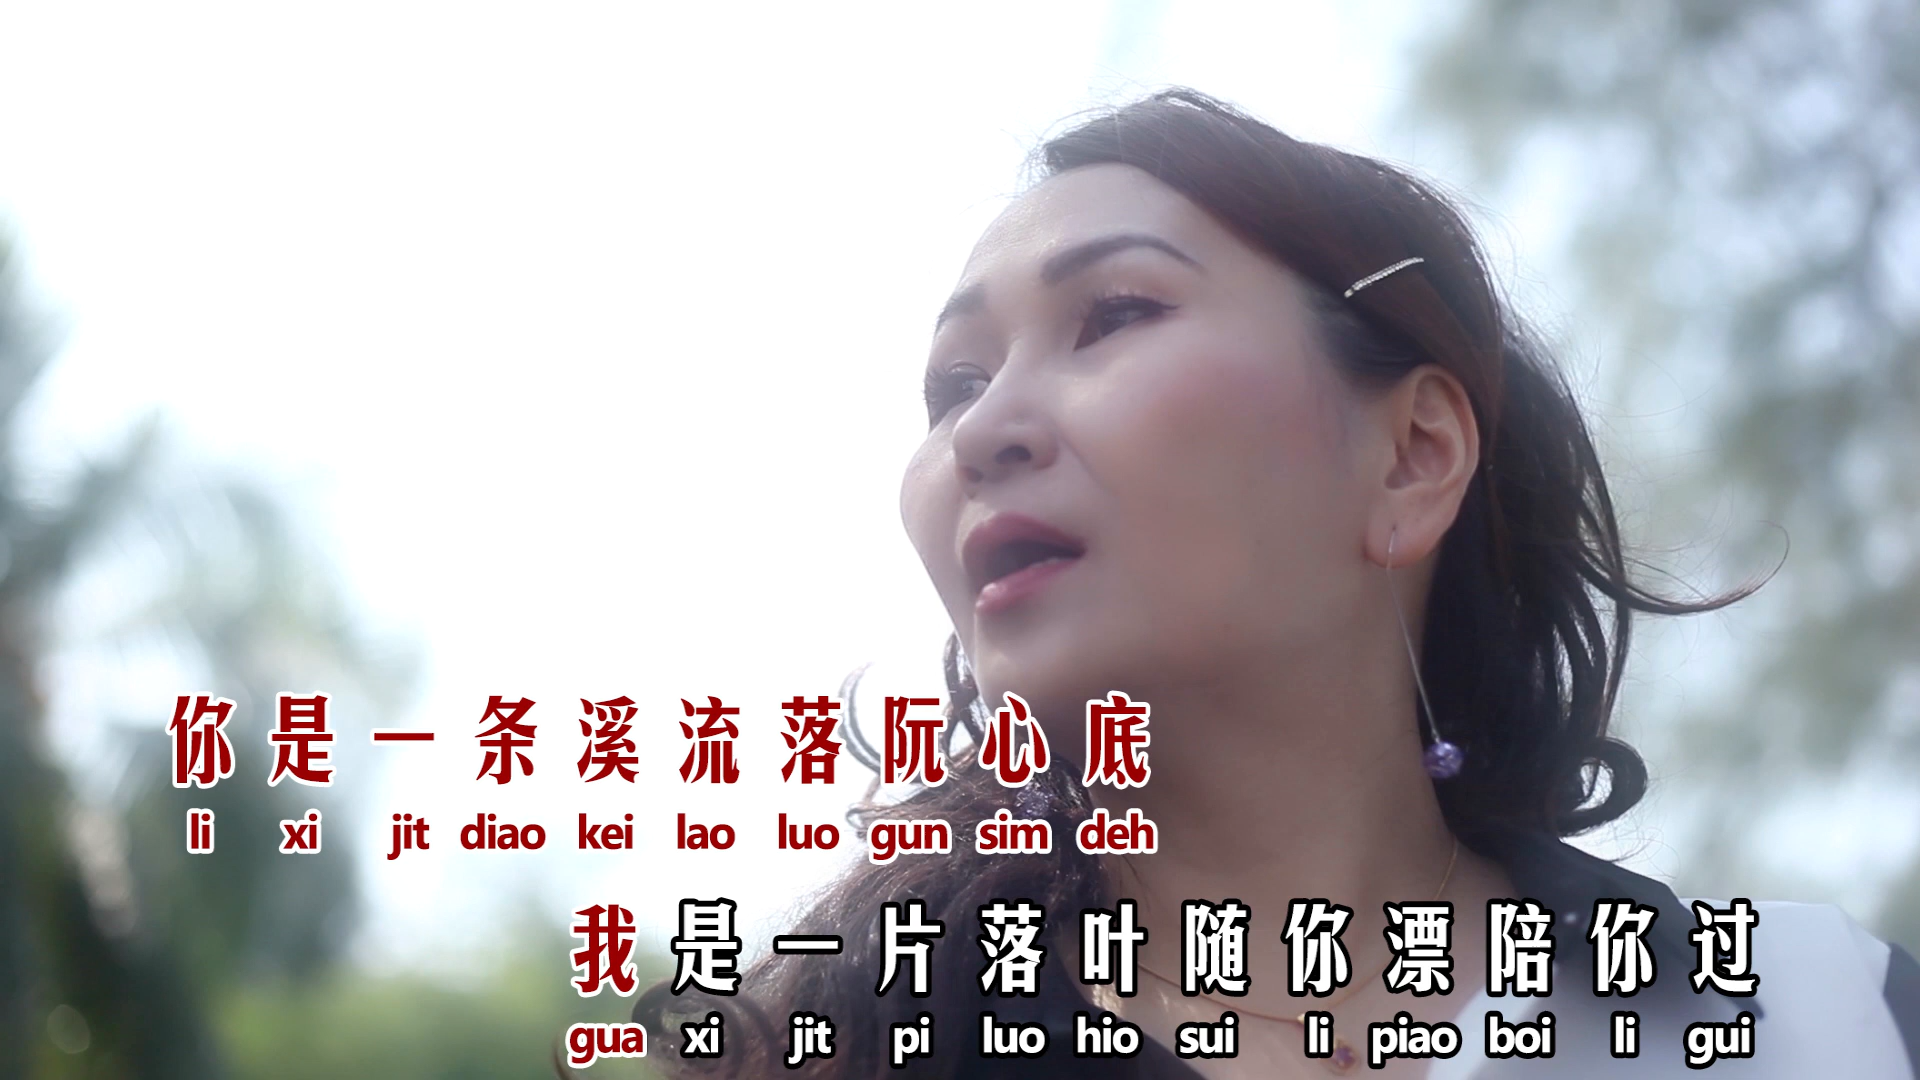 你是一条溪流落阮心底
li xi jit diao kei lao luo gun sim deh
我是一片落叶随你漂陪你过
gua xi jit pi luo hio sui li piao boi li gui